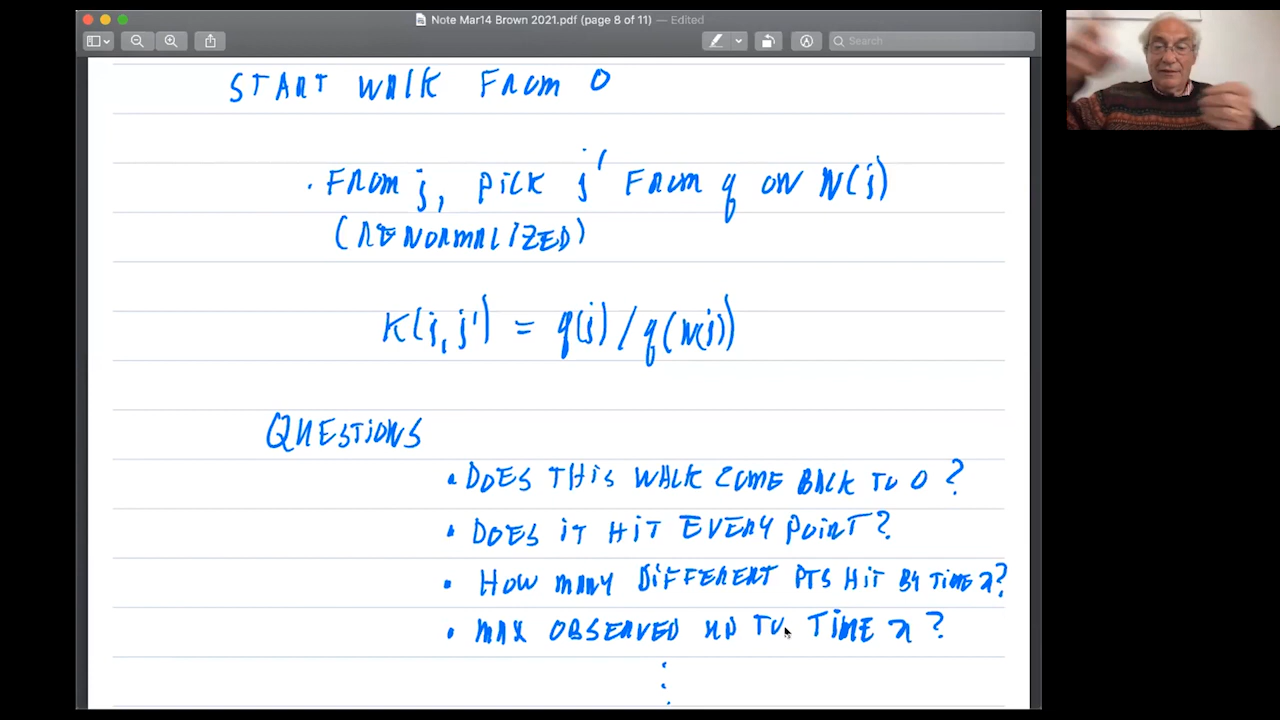 Note Mar14 Brown 2021.pdf (page 8 of 11) — Edited
Search
START WALK FROM 0
· FROM j, PICK j' FROM q ON N(j)
(RENORMALIZED)
K(j, j') = q(j) / q(N(j))
QUESTIONS
• DOES THIS WALK COME BACK TO 0 ?
• DOES IT HIT EVERY POINT?
• HOW MANY DIFFERENT PTS HIT BY TIME n?
• MAX OBSERVED UP TO TIME n ?
⋮